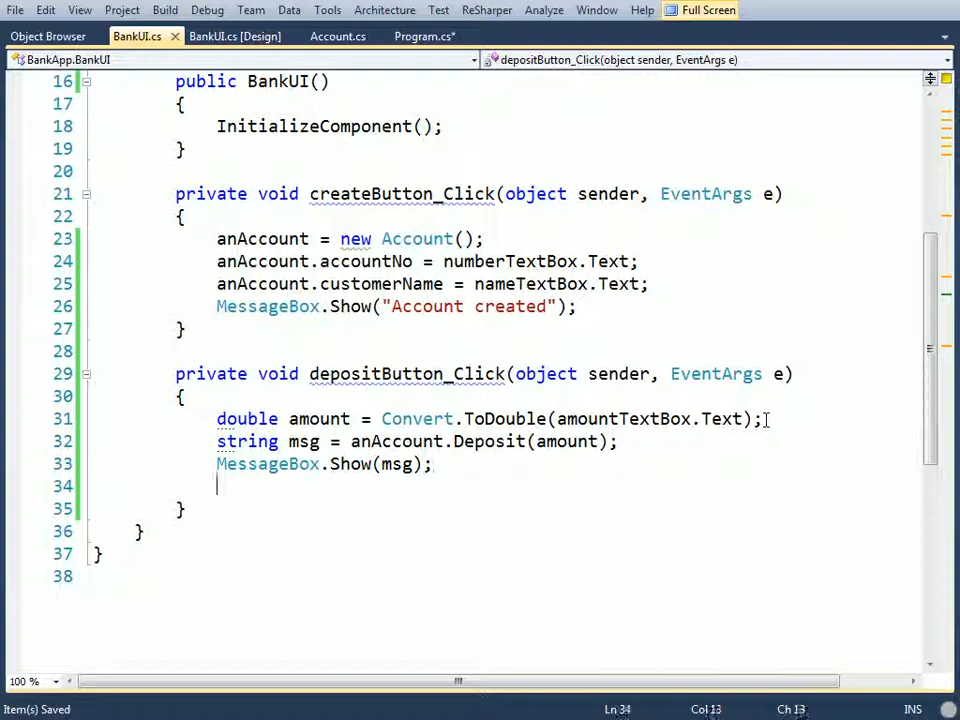 File Edit View Project Build Debug Team Data Tools Architecture Test ReSharper Analyze Window Help Full Screen
Object Browser BankUI.cs BankUI.cs [Design] Account.cs Program.cs*
BankApp.BankUI depositButton_Click(object sender, EventArgs e)
16 public BankUI()
17 {
18 InitializeComponent();
19 }
20
21 private void createButton_Click(object sender, EventArgs e)
22 {
23 anAccount = new Account();
24 anAccount.accountNo = numberTextBox.Text;
25 anAccount.customerName = nameTextBox.Text;
26 MessageBox.Show("Account created");
27 }
28
29 private void depositButton_Click(object sender, EventArgs e)
30 {
31 double amount = Convert.ToDouble(amountTextBox.Text);
32 string msg = anAccount.Deposit(amount);
33 MessageBox.Show(msg);
34
35 }
36 }
37 }
38
100 %
Item(s) Saved Ln 34 Col 13 Ch 13 INS